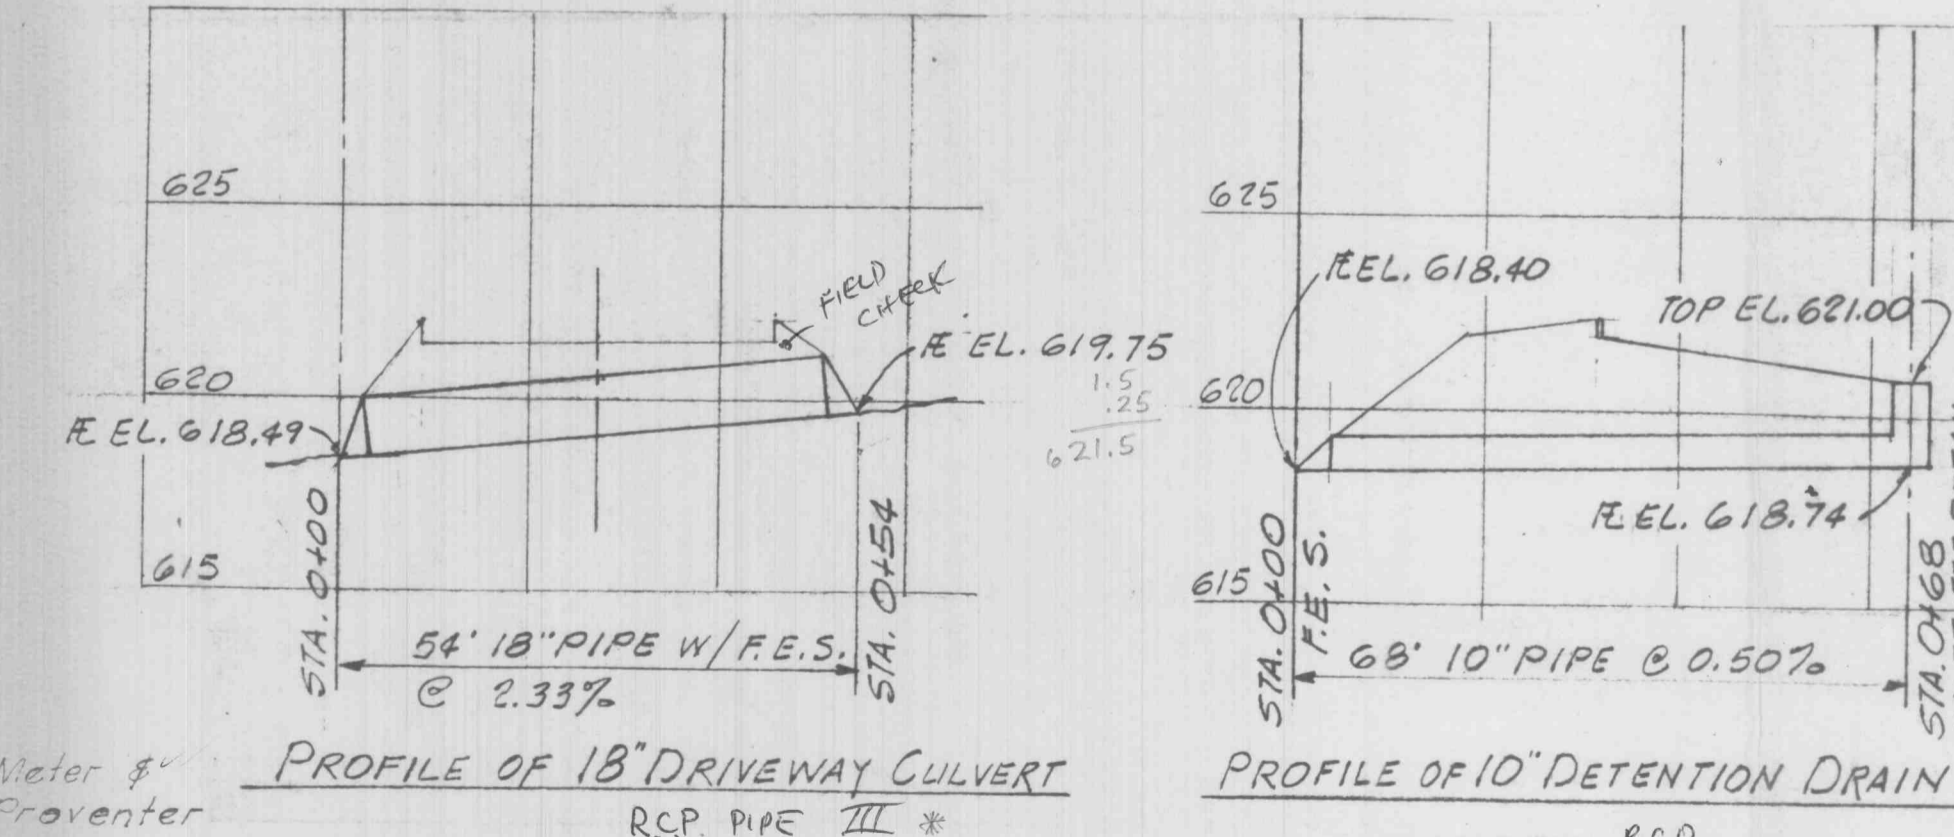 625
FIELD
CHECK
Æ EL. 619.75
1.5
.25
621.5
620
Æ EL. 618.49
615
STA. 0+00
STA. 0+54
54' 18" PIPE W/ F.E.S.
@ 2.33%
PROFILE OF 18" DRIVEWAY CULVERT
R.C.P. PIPE III *
Meter &
Proventer
625
Æ EL. 618.40
TOP EL. 621.00
620
Æ EL. 618.74
615
STA. 0+00
F.E.S.
STA. 0+68
68' 10" PIPE @ 0.50%
PROFILE OF 10" DETENTION DRAIN
R.C.P.